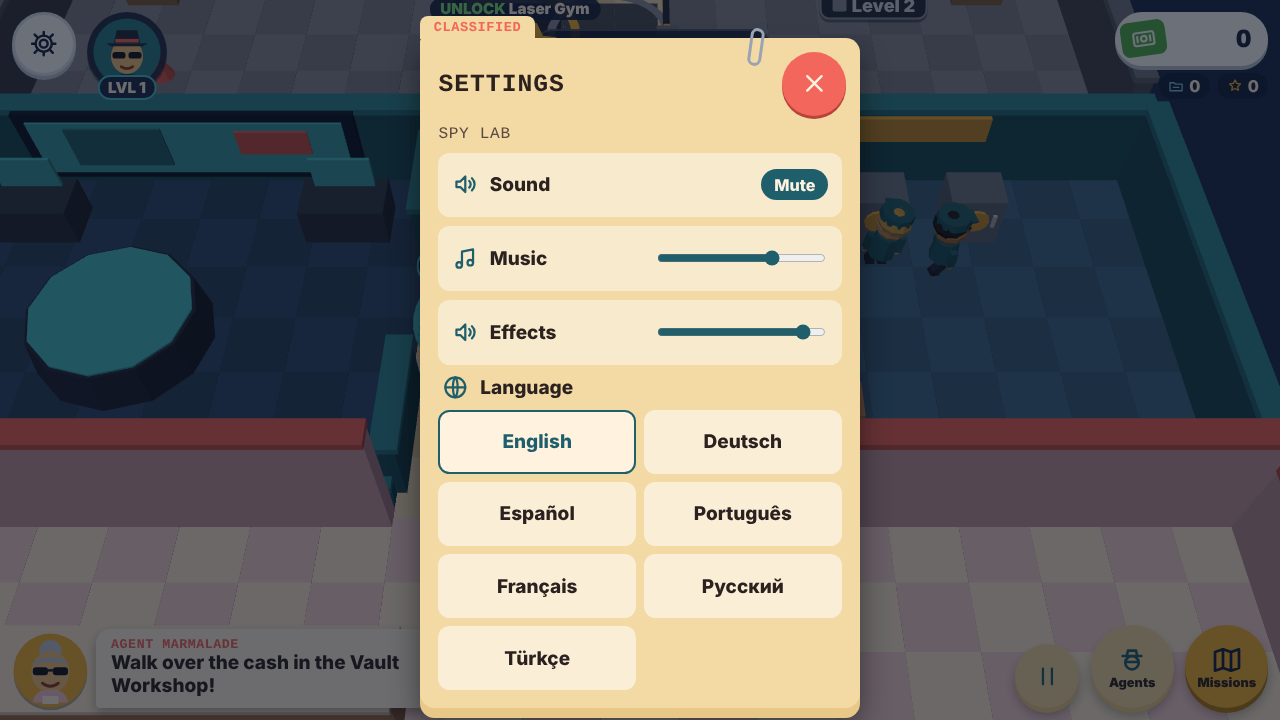 UNLOCK Laser Gym
Level 2
CLASSIFIED
SETTINGS
0
LVL 1
0
0
SPY LAB
Sound
Mute
Music
Effects
Language
English
Deutsch
Español
Português
Français
Русский
Türkçe
AGENT MARMALADE
Walk over the cash in the Vault
Workshop!
Agents
Missions